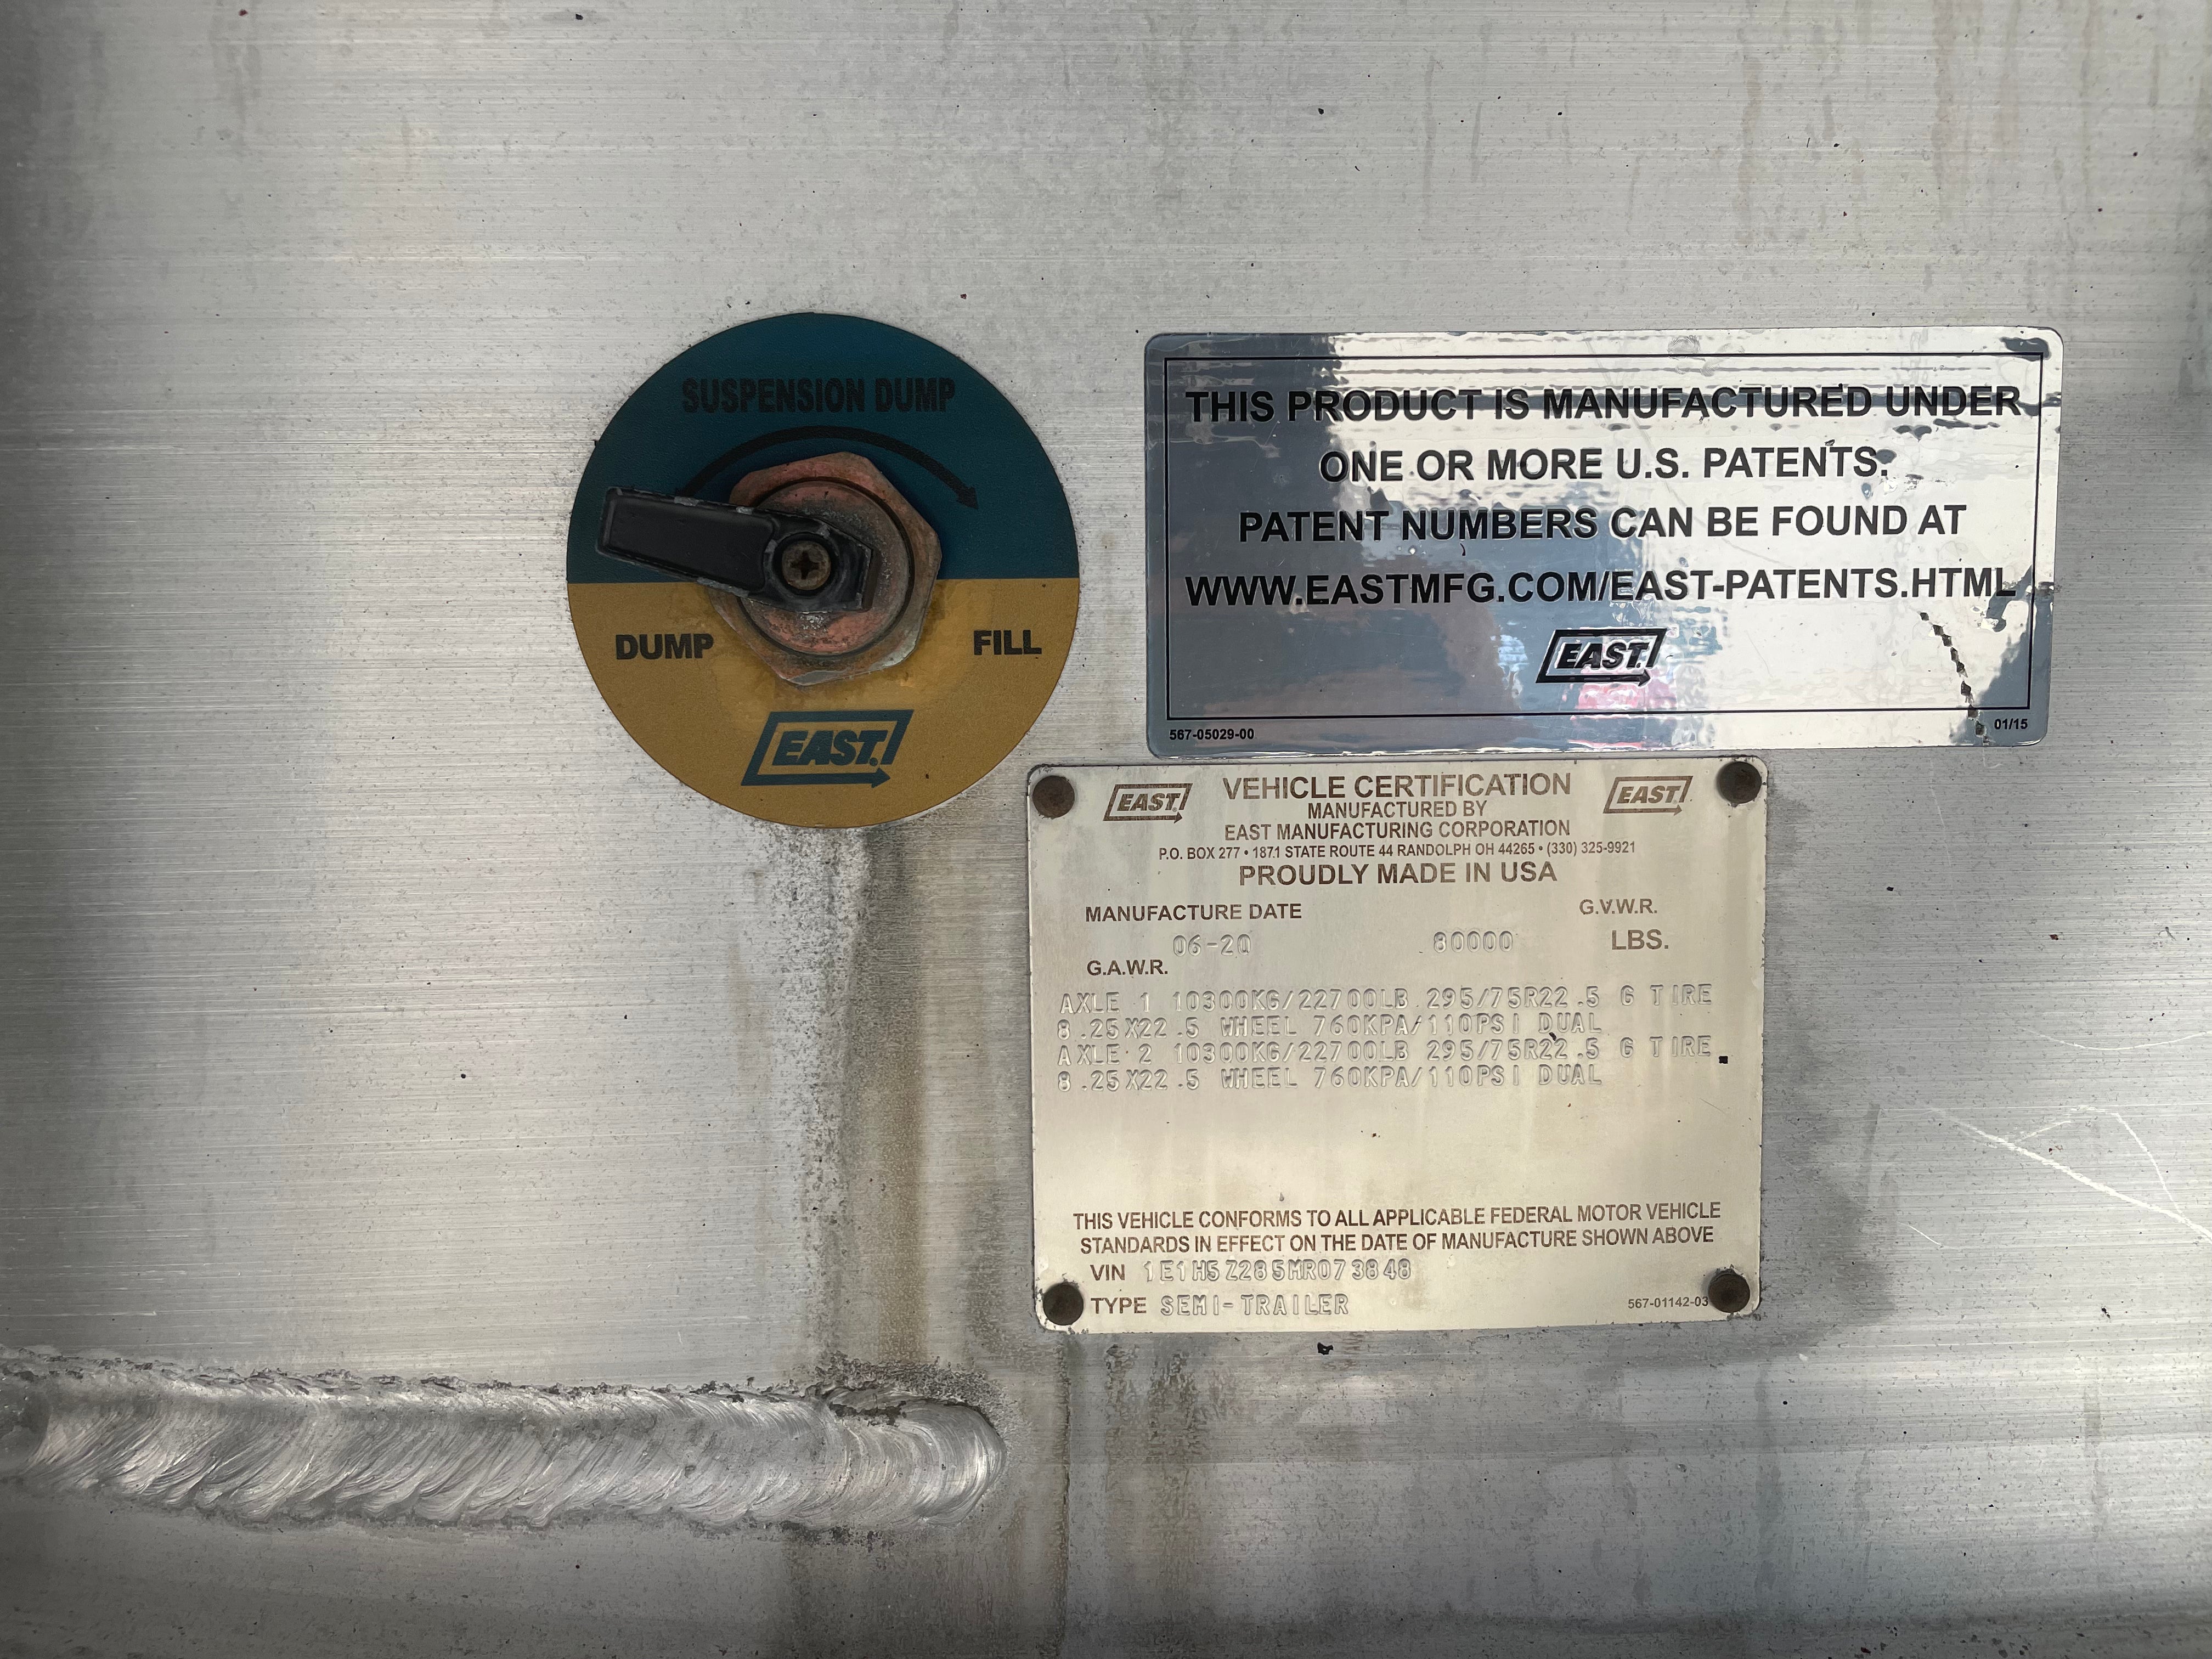 SUSPENSION DUMP
DUMP
FILL
EAST
THIS PRODUCT IS MANUFACTURED UNDER
ONE OR MORE U.S. PATENTS.
PATENT NUMBERS CAN BE FOUND AT
WWW.EASTMFG.COM/EAST-PATENTS.HTML
EAST
567-05029-00
01/15
EAST
VEHICLE CERTIFICATION
EAST
MANUFACTURED BY
EAST MANUFACTURING CORPORATION
P.O. BOX 277 • 1871 STATE ROUTE 44 RANDOLPH OH 44265 • (330) 325-9921
PROUDLY MADE IN USA
MANUFACTURE DATE
G.V.W.R.
06-20
80000
LBS.
G.A.W.R.
AXLE 1 10300KG/22700LB 295/75R22.5 G TIRE
8.25X22.5 WHEEL 760KPA/110PSI DUAL
AXLE 2 10300KG/22700LB 295/75R22.5 G TIRE
8.25X22.5 WHEEL 760KPA/110PSI DUAL
THIS VEHICLE CONFORMS TO ALL APPLICABLE FEDERAL MOTOR VEHICLE
STANDARDS IN EFFECT ON THE DATE OF MANUFACTURE SHOWN ABOVE
VIN 1E1H5Z285MR073848
TYPE SEMI-TRAILER
567-01142-03